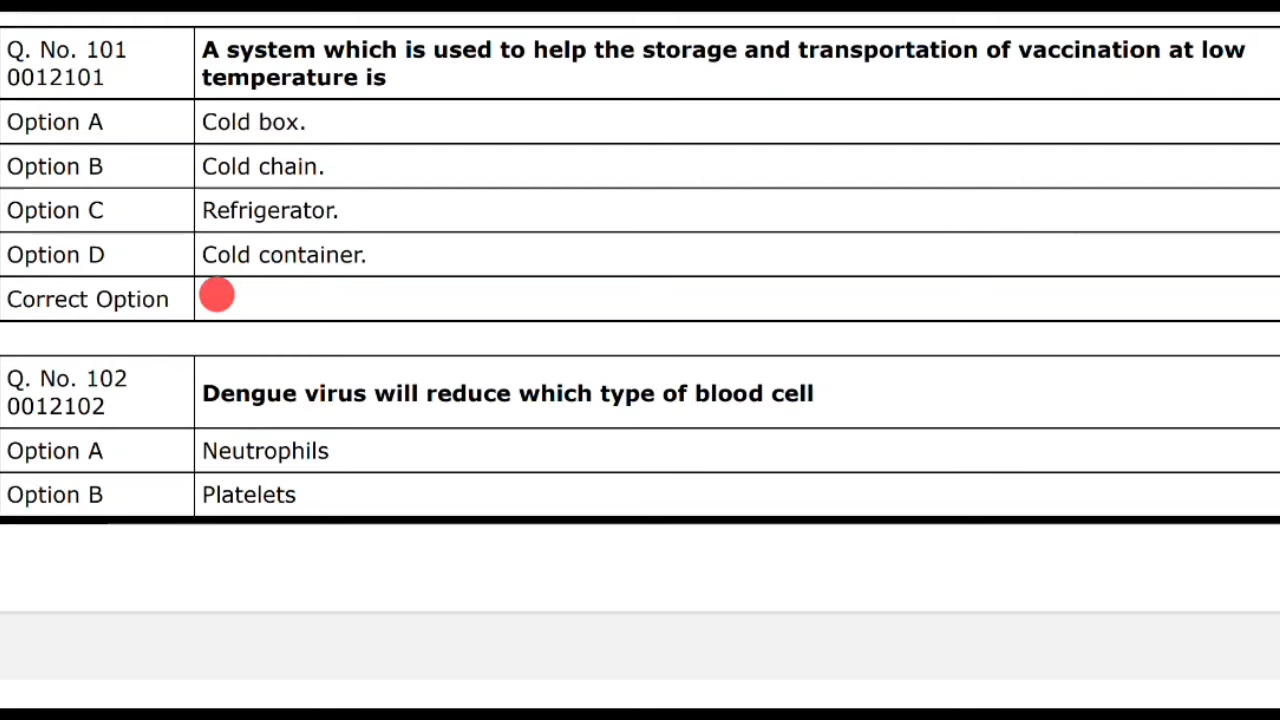 Q. No. 101
0012101
A system which is used to help the storage and transportation of vaccination at low
temperature is
Option A
Cold box.
Option B
Cold chain.
Option C
Refrigerator.
Option D
Cold container.
Correct Option
Q. No. 102
0012102
Dengue virus will reduce which type of blood cell
Option A
Neutrophils
Option B
Platelets